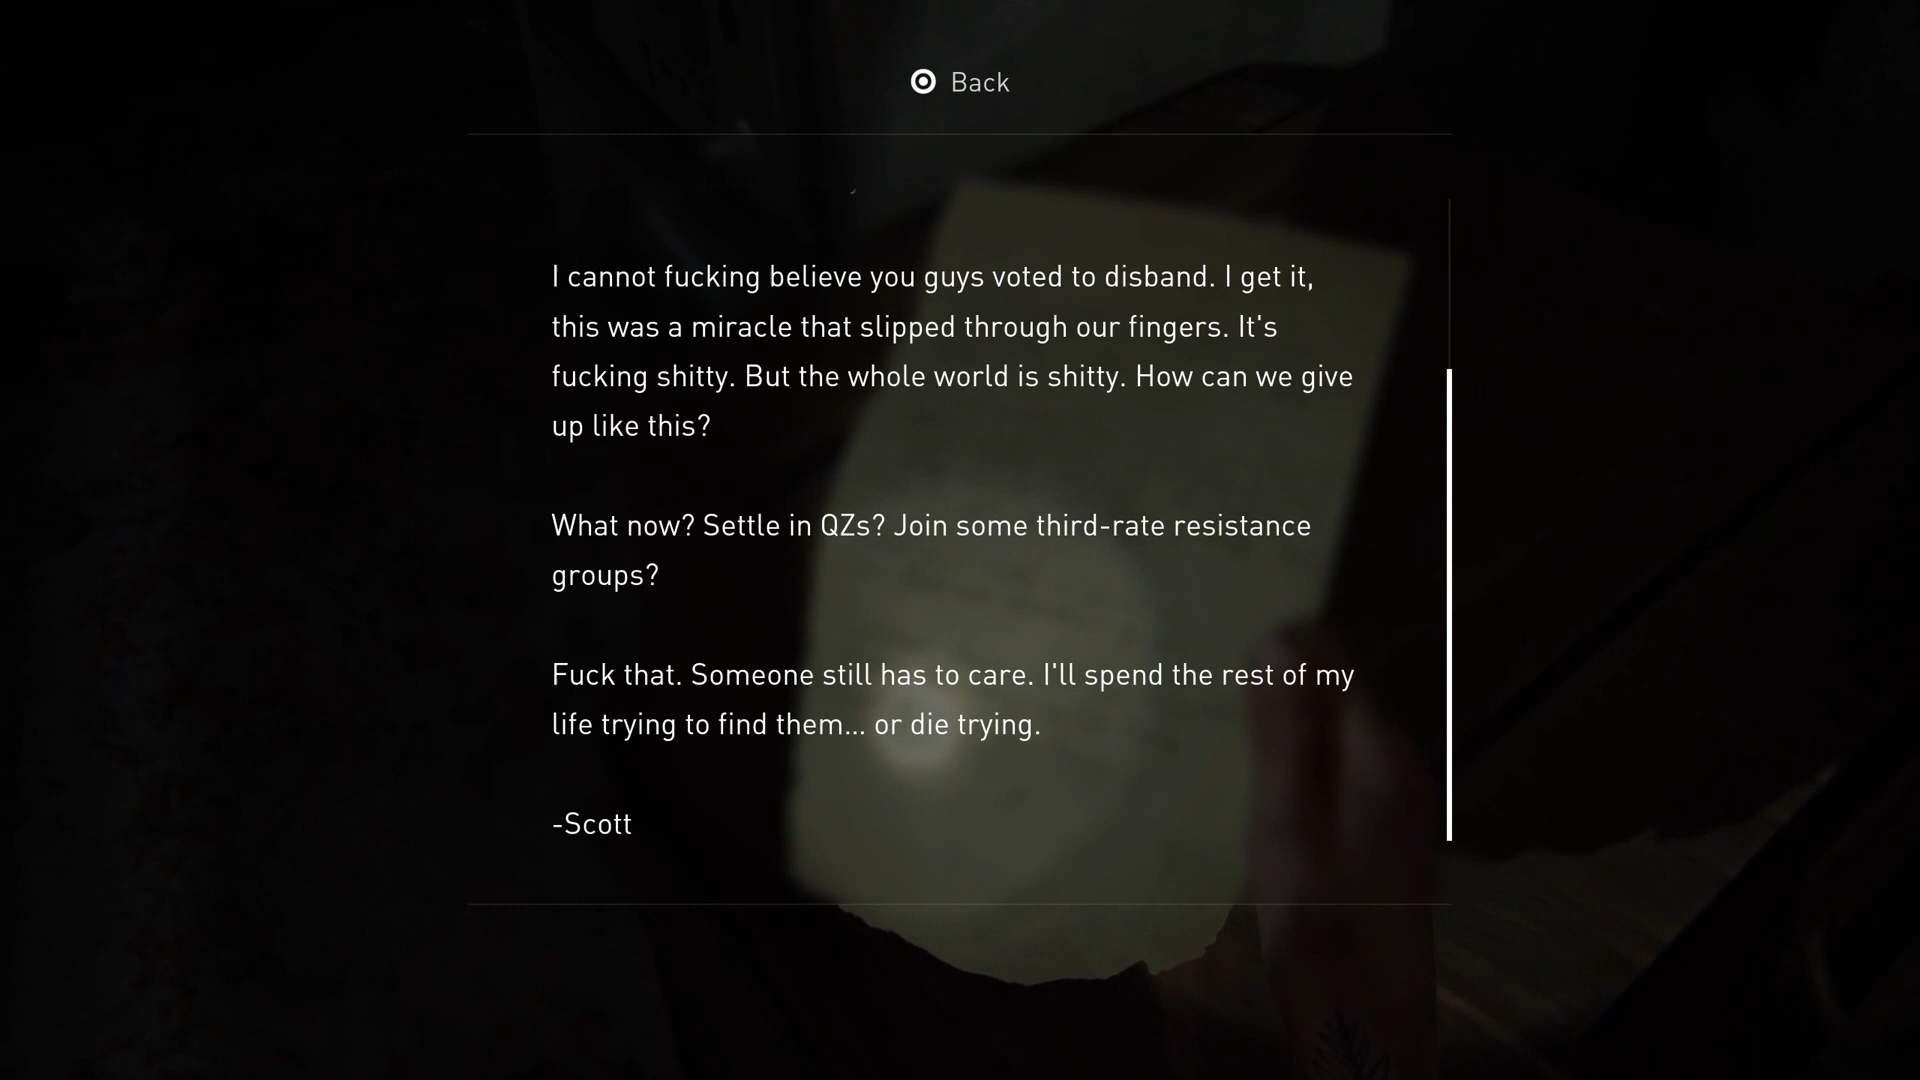 Back
I cannot fucking believe you guys voted to disband. I get it,
this was a miracle that slipped through our fingers. It's
fucking shitty. But the whole world is shitty. How can we give
up like this?
What now? Settle in QZs? Join some third-rate resistance
groups?
Fuck that. Someone still has to care. I'll spend the rest of my
life trying to find them... or die trying.
-Scott